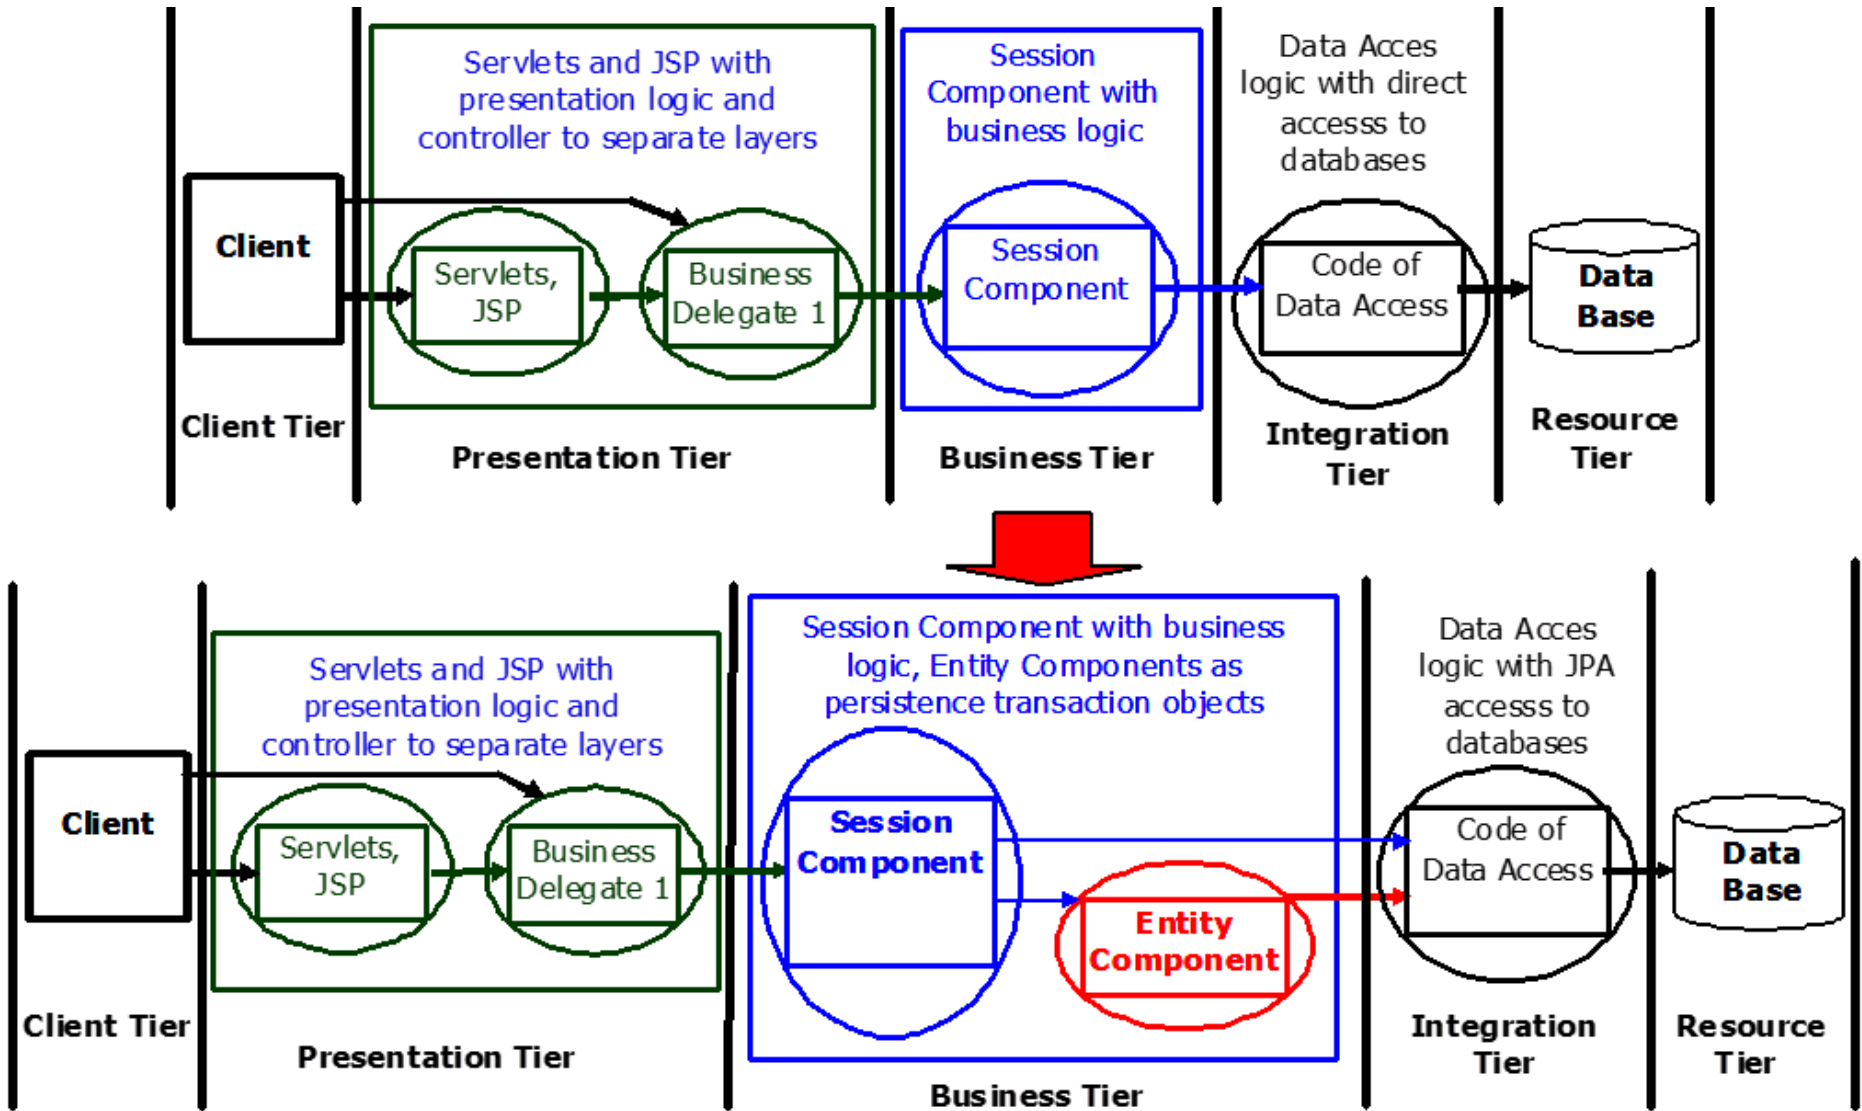 Servlets and JSP with
presentation logic and
controller to separate layers
Session
Component with
business logic
Data Acces
logic with direct
accesss to
databases
Client
Servlets,
JSP
Business
Delegate 1
Session
Component
Code of
Data Access
Data
Base
Client Tier
Presentation Tier
Business Tier
Integration
Tier
Resource
Tier
Servlets and JSP with
presentation logic and
controller to separate layers
Session Component with business
logic, Entity Components as
persistence transaction objects
Data Acces
logic with JPA
accesss to
databases
Client
Servlets,
JSP
Business
Delegate 1
Session
Component
Entity
Component
Code of
Data Access
Data
Base
Client Tier
Presentation Tier
Business Tier
Integration
Tier
Resource
Tier